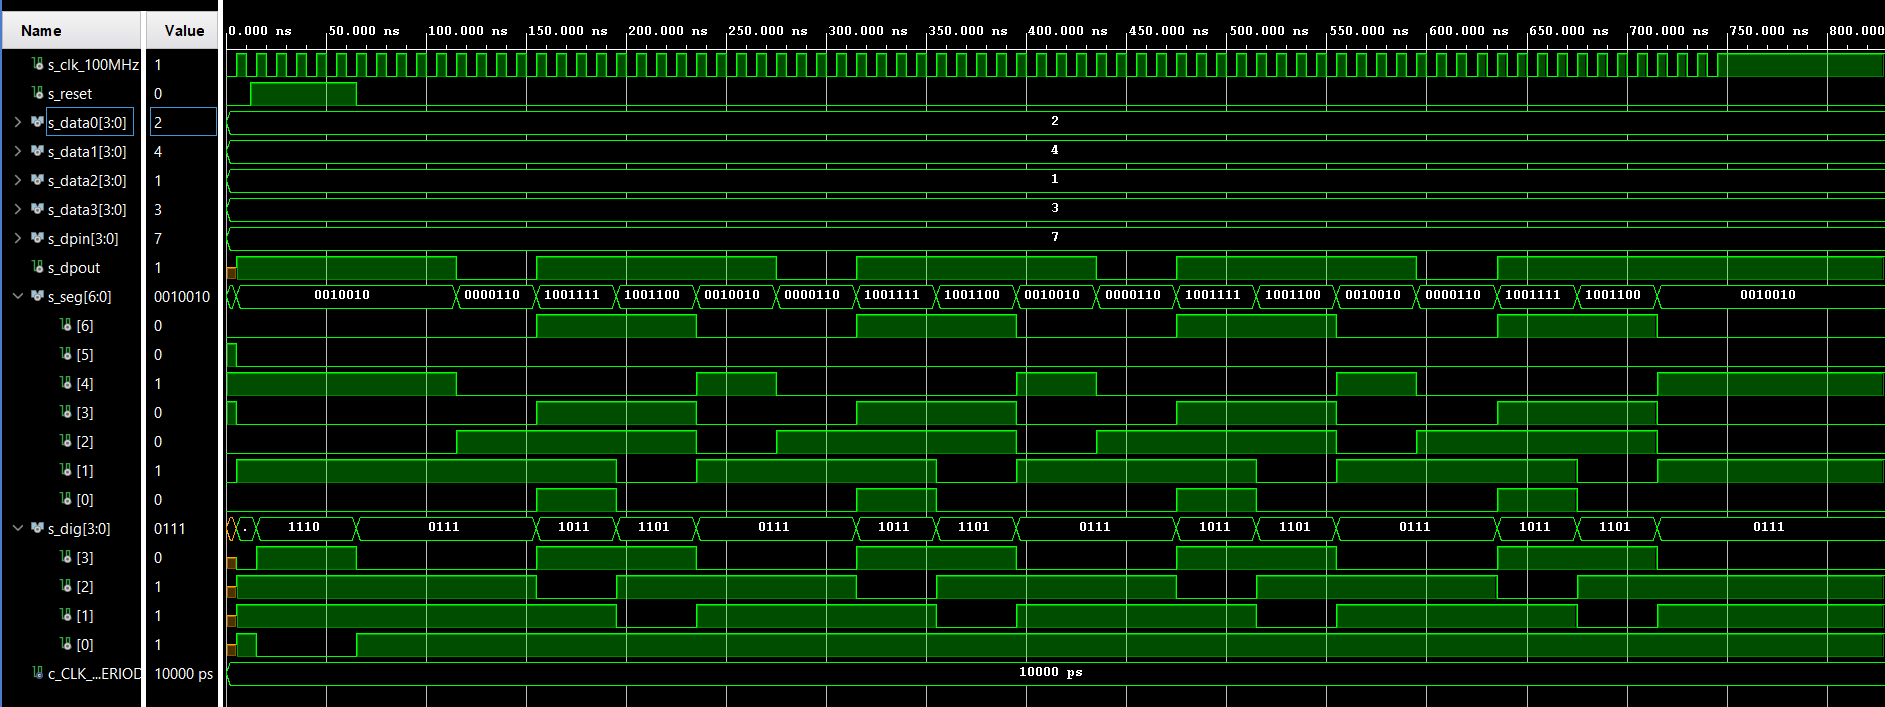 Name Value 0.000 ns 50.000 ns 100.000 ns 150.000 ns 200.000 ns 250.000 ns 300.000 ns 350.000 ns 400.000 ns 450.000 ns 500.000 ns 550.000 ns 600.000 ns 650.000 ns 700.000 ns 750.000 ns 800.000
s_clk_100MHz 1
s_reset 0
s_data0[3:0] 2 2
s_data1[3:0] 4 4
s_data2[3:0] 1 1
s_data3[3:0] 3 3
s_dpin[3:0] 7 7
s_dpout 1
s_seg[6:0] 0010010 0010010 0000110 1001111 1001100 0010010 0000110 1001111 1001100 0010010 0000110 1001111 1001100 0010010 0000110 1001111 1001100 0010010
[6] 0
[5] 0
[4] 1
[3] 0
[2] 0
[1] 1
[0] 0
s_dig[3:0] 0111 . 1110 0111 1011 1101 0111 1011 1101 0111 1011 1101 0111 1011 1101 0111
[3] 0
[2] 1
[1] 1
[0] 1
c_CLK_...ERIOD 10000 ps 10000 ps